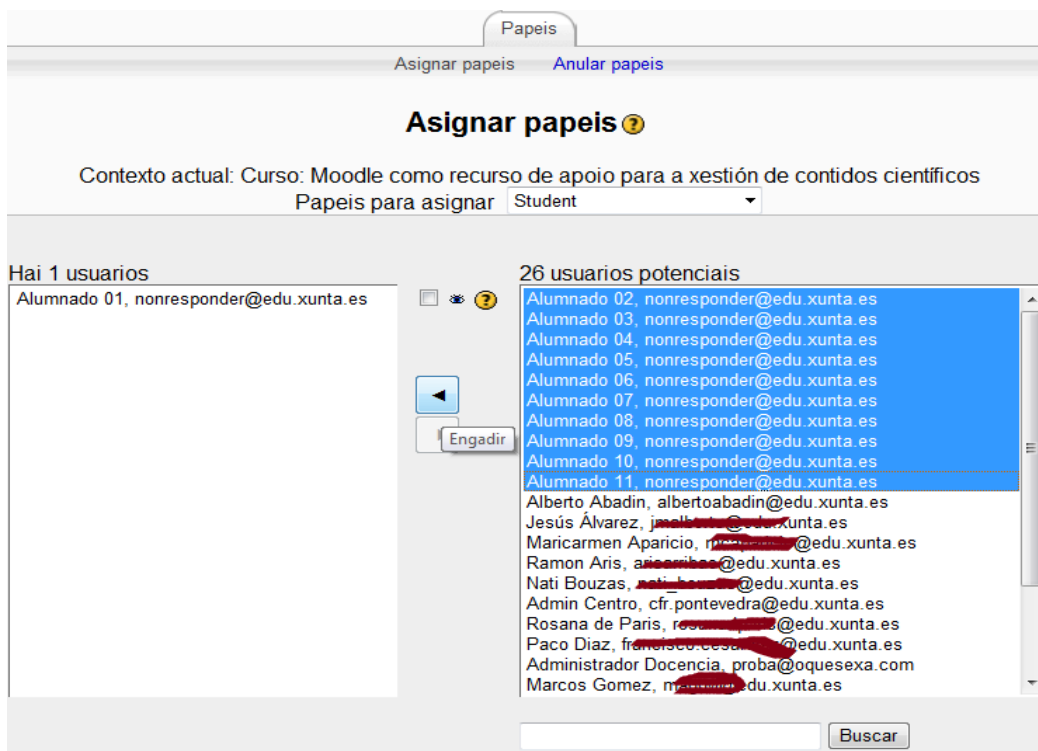 Papeis
Asignar papeis Anular papeis
Asignar papeis ?
Contexto actual: Curso: Moodle como recurso de apoio para a xestión de contidos científicos
Papeis para asignar Student
Hai 1 usuarios
Alumnado 01, nonresponder@edu.xunta.es
?
Engadir
26 usuarios potenciais
Alumnado 02, nonresponder@edu.xunta.es
Alumnado 03, nonresponder@edu.xunta.es
Alumnado 04, nonresponder@edu.xunta.es
Alumnado 05, nonresponder@edu.xunta.es
Alumnado 06, nonresponder@edu.xunta.es
Alumnado 07, nonresponder@edu.xunta.es
Alumnado 08, nonresponder@edu.xunta.es
Alumnado 09, nonresponder@edu.xunta.es
Alumnado 10, nonresponder@edu.xunta.es
Alumnado 11, nonresponder@edu.xunta.es
Alberto Abadin, albertoabadin@edu.xunta.es
Jesús Álvarez, xunta.es
Maricarmen Aparicio, @edu.xunta.es
Ramon Aris, @edu.xunta.es
Nati Bouzas, @edu.xunta.es
Admin Centro, cfr.pontevedra@edu.xunta.es
Rosana de Paris, @edu.xunta.es
Paco Diaz, edu.xunta.es
Administrador Docencia, proba@oquesexa.com
Marcos Gomez, du.xunta.es
Buscar